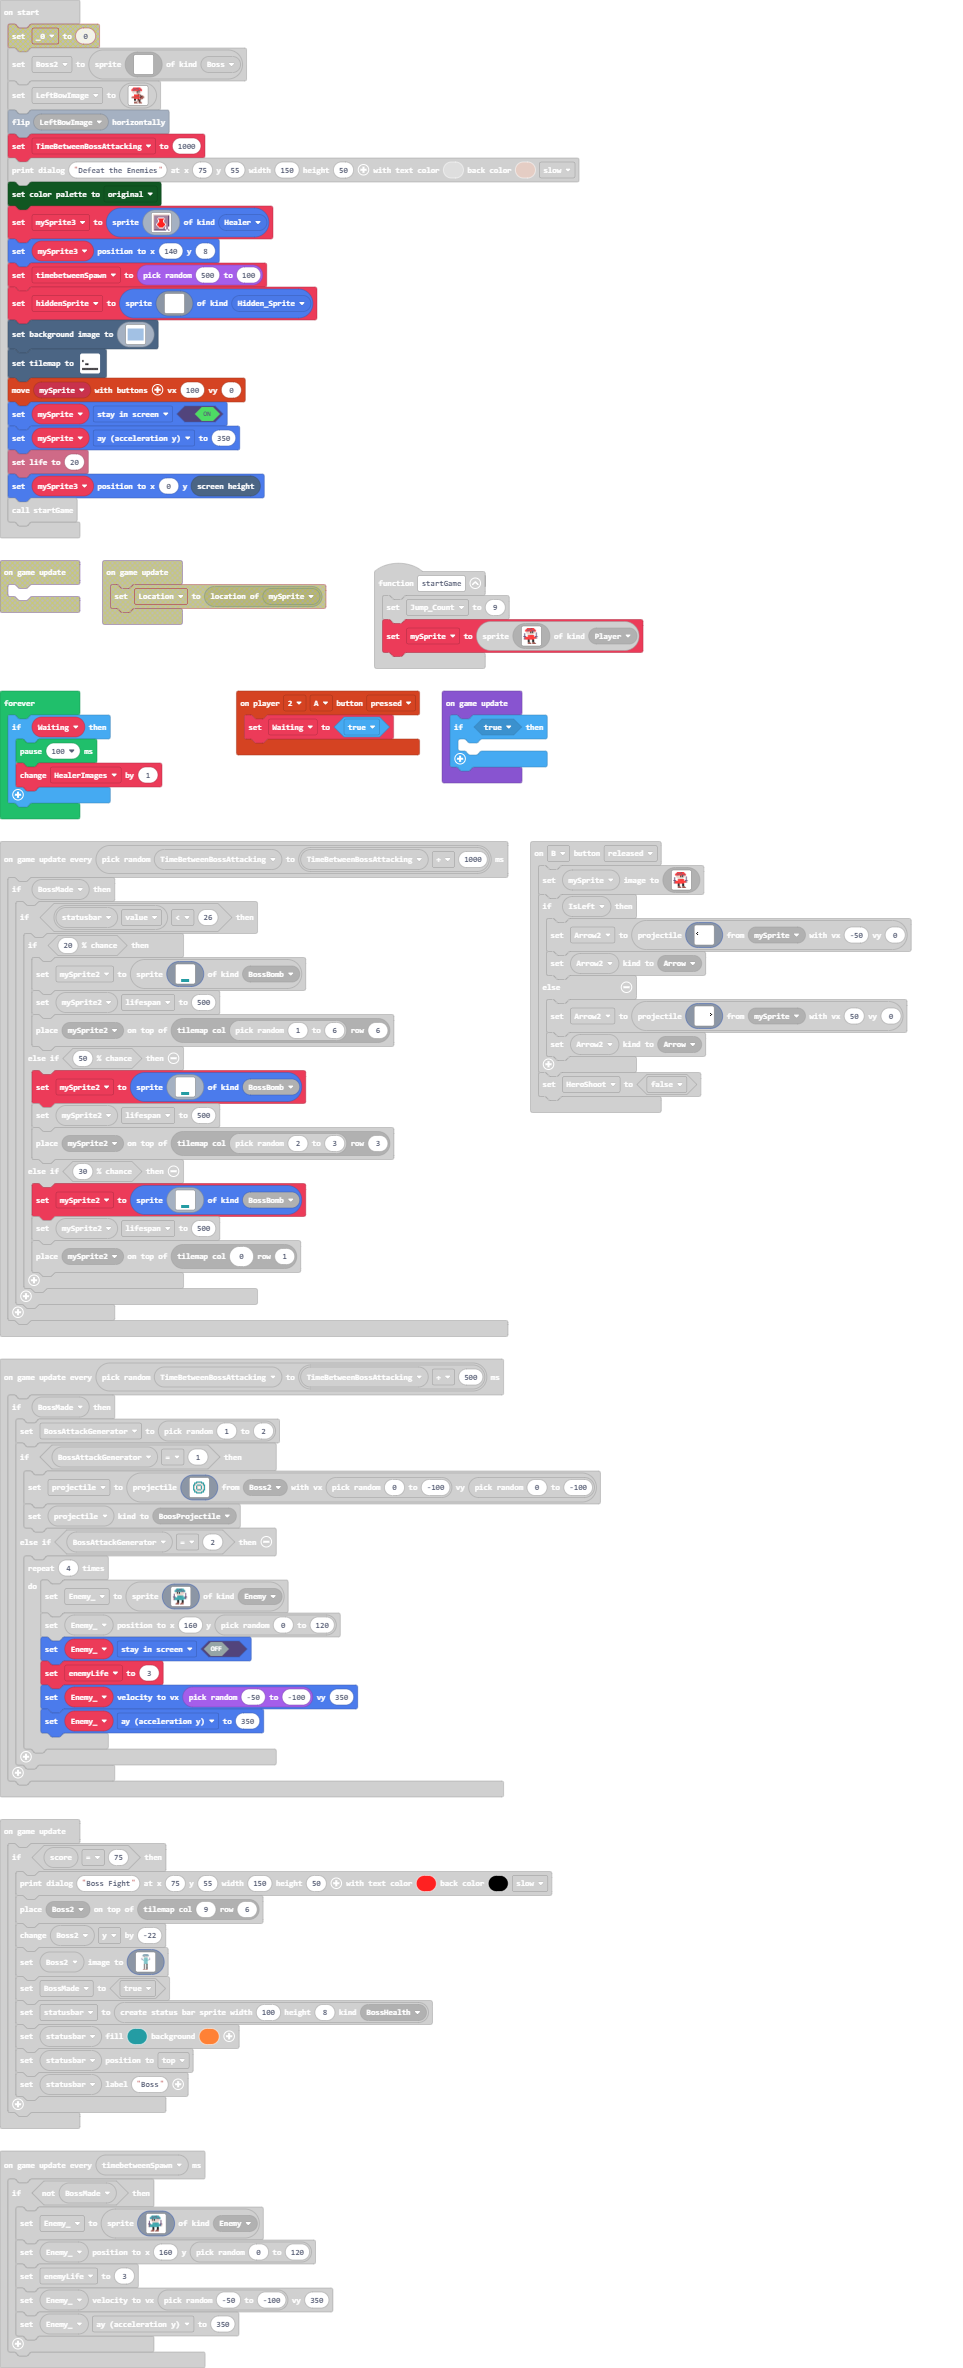 on start
set _0 to 0
set Boss2 to sprite of kind Boss
set LeftBowImage to
flip LeftBowImage horizontally
set TimeBetweenBossAttacking to 1000
print dialog "Defeat the Enemies" at x 75 y 55 width 150 height 50 with text color back color slow
set color palette to original
set mySprite3 to sprite of kind Healer
set mySprite3 position to x 140 y 8
set timebetweenSpawn to pick random 500 to 100
set hiddenSprite to sprite of kind Hidden_Sprite
set background image to
set tilemap to
move mySprite with buttons vx 100 vy 0
set mySprite stay in screen ON
set mySprite ay (acceleration y) to 350
set life to 20
set mySprite3 position to x 0 y screen height
call startGame
on game update
on game update
set Location to location of mySprite
function startGame
set Jump_Count to 9
set mySprite to sprite of kind Player
forever
if Waiting then
pause 100 ms
change HealerImages by 1
on player 2 A button pressed
set Waiting to true
on game update
if true then
on game update every pick random TimeBetweenBossAttacking to TimeBetweenBossAttacking + 1000 ms
if BossMade then
if statusbar value < 26 then
if 20 % chance then
set mySprite2 to sprite of kind BossBomb
set mySprite2 lifespan to 500
place mySprite2 on top of tilemap col pick random 1 to 6 row 6
else if 50 % chance then
set mySprite2 to sprite of kind BossBomb
set mySprite2 lifespan to 500
place mySprite2 on top of tilemap col pick random 2 to 3 row 3
else if 30 % chance then
set mySprite2 to sprite of kind BossBomb
set mySprite2 lifespan to 500
place mySprite2 on top of tilemap col 0 row 1
on B button released
set mySprite image to
if IsLeft then
set Arrow2 to projectile from mySprite with vx -50 vy 0
set Arrow2 kind to Arrow
else
set Arrow2 to projectile from mySprite with vx 50 vy 0
set Arrow2 kind to Arrow
set HeroShoot to false
on game update every pick random TimeBetweenBossAttacking to TimeBetweenBossAttacking + 500 ms
if BossMade then
set BossAttackGenerator to pick random 1 to 2
if BossAttackGenerator = 1 then
set projectile to projectile from Boss2 with vx pick random 0 to -100 vy pick random 0 to -100
set projectile kind to BoosProjectile
else if BossAttackGenerator = 2 then
repeat 4 times
do
set Enemy_ to sprite of kind Enemy
set Enemy_ position to x 160 y pick random 0 to 120
set Enemy_ stay in screen OFF
set enemyLife to 3
set Enemy_ velocity to vx pick random -50 to -100 vy 350
set Enemy_ ay (acceleration y) to 350
on game update
if score = 75 then
print dialog "Boss Fight" at x 75 y 55 width 150 height 50 with text color back color slow
place Boss2 on top of tilemap col 9 row 6
change Boss2 y by -22
set Boss2 image to
set BossMade to true
set statusbar to create status bar sprite width 100 height 8 kind BossHealth
set statusbar fill background
set statusbar position to top
set statusbar label "Boss"
on game update every timebetweenSpawn ms
if not BossMade then
set Enemy_ to sprite of kind Enemy
set Enemy_ position to x 160 y pick random 0 to 120
set enemyLife to 3
set Enemy_ velocity to vx pick random -50 to -100 vy 350
set Enemy_ ay (acceleration y) to 350